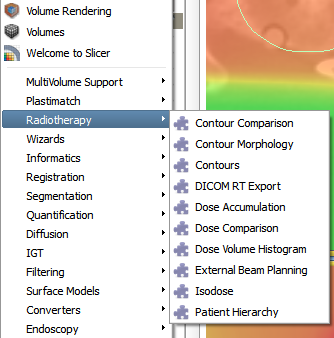 Volume Rendering
Volumes
Welcome to Slicer
MultiVolume Support
Plastimatch
Radiotherapy
Wizards
Informatics
Registration
Segmentation
Quantification
Diffusion
IGT
Filtering
Surface Models
Converters
Endoscopy
Contour Comparison
Contour Morphology
Contours
DICOM RT Export
Dose Accumulation
Dose Comparison
Dose Volume Histogram
External Beam Planning
Isodose
Patient Hierarchy